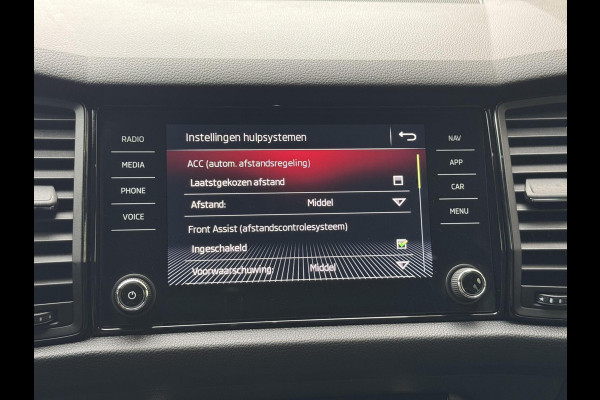 RADIO
MEDIA
PHONE
VOICE
Instellingen hulpsystemen
ACC (autom. afstandsregeling)
Laatstgekozen afstand
Afstand: Middel
Front Assist (afstandscontrolesysteem)
Ingeschakeld
Voorwaarschuwing: Middel
NAV
APP
CAR
MENU